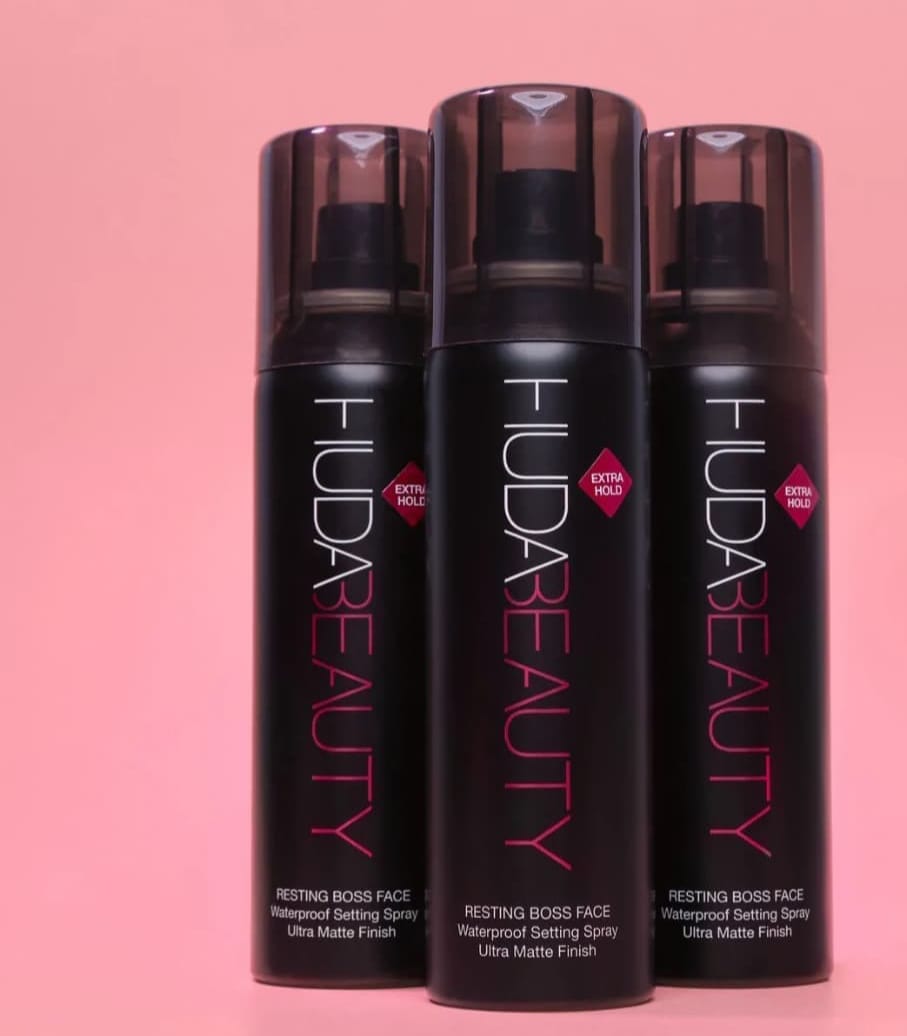 HUDABEAUTY
EXTRA
HOLD
RESTING BOSS FACE
Waterproof Setting Spray
Ultra Matte Finish
HUDABEAUTY
EXTRA
HOLD
RESTING BOSS FACE
Waterproof Setting Spray
Ultra Matte Finish
HUDABEAUTY
EXTRA
HOLD
RESTING BOSS FACE
Waterproof Setting Spray
Ultra Matte Finish